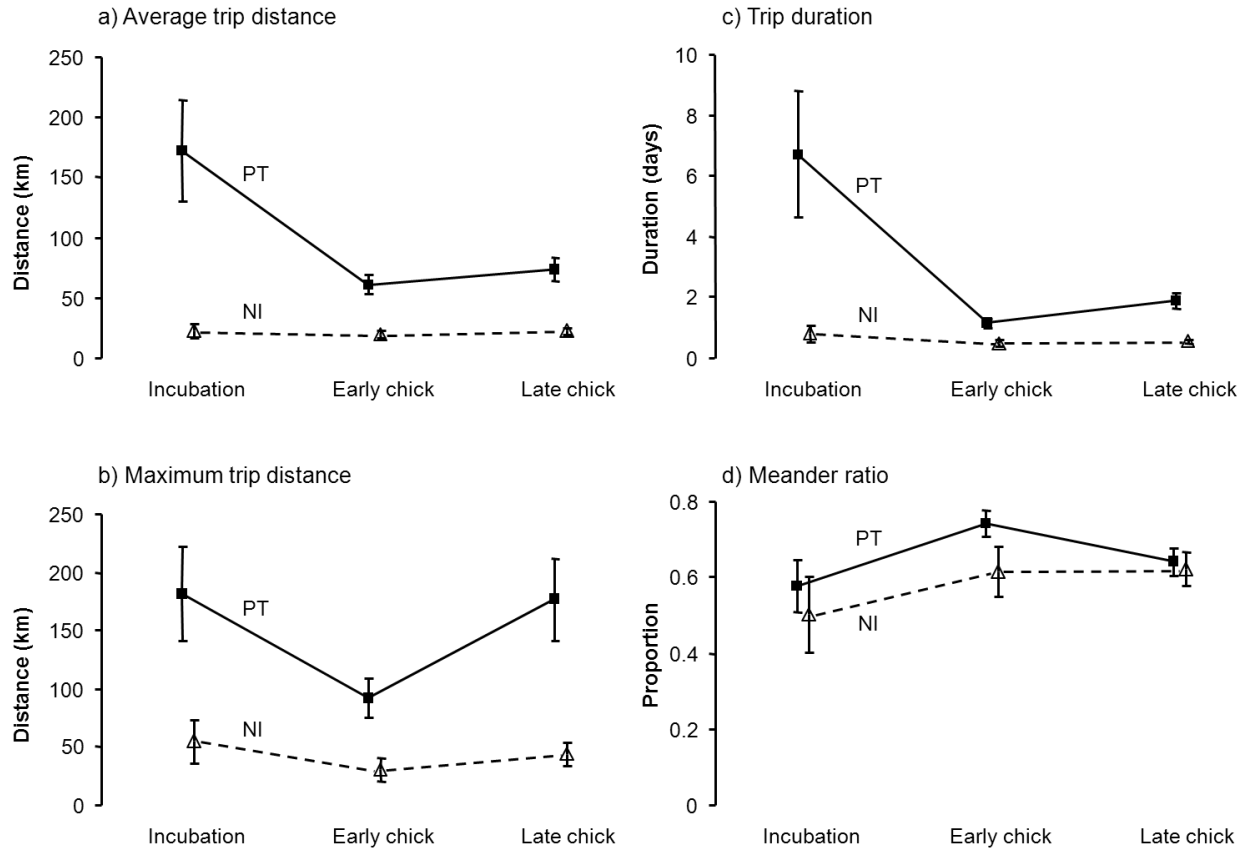 a) Average trip distance
250
200
150
100
50
0
Distance (km)
PT
NI
Incubation Early chick Late chick
c) Trip duration
10
8
6
4
2
0
Duration (days)
PT
NI
Incubation Early chick Late chick
b) Maximum trip distance
250
200
150
100
50
0
Distance (km)
PT
NI
Incubation Early chick Late chick
d) Meander ratio
0.8
0.6
0.4
0.2
0
Proportion
PT
NI
Incubation Early chick Late chick